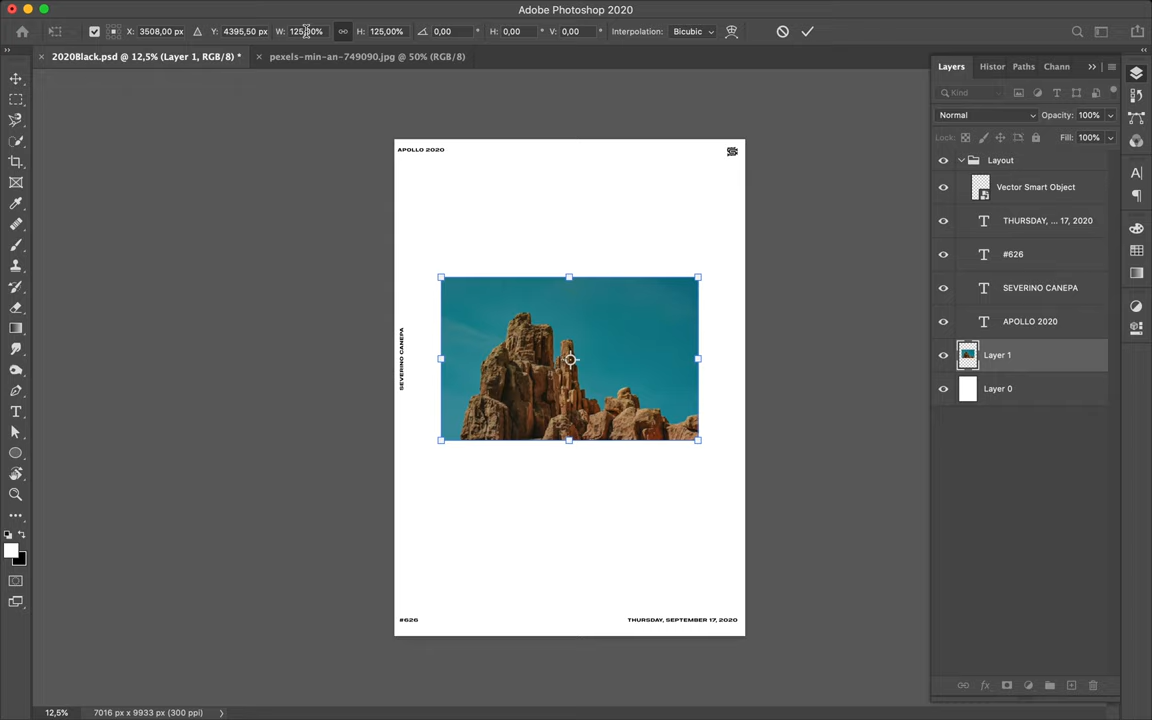 Adobe Photoshop 2020
X: 3508,00 px Y: 4395,50 px W: 125,00% H: 125,00% 0,00 ° H: 0,00 ° V: 0,00 ° Interpolation: Bicubic
2020Black.psd @ 12,5% (Layer 1, RGB/8) * pexels-min-an-749090.jpg @ 50% (RGB/8)
Layers Histor Paths Chann
Kind
Normal Opacity: 100%
Lock: Fill: 100%
Layout
Vector Smart Object
THURSDAY, ... 17, 2020
#626
SEVERINO CANEPA
APOLLO 2020
Layer 1
Layer 0
APOLLO 2020
SEVERINO CANEPA
#626 THURSDAY, SEPTEMBER 17, 2020
12,5% 7016 px x 9933 px (300 ppi)